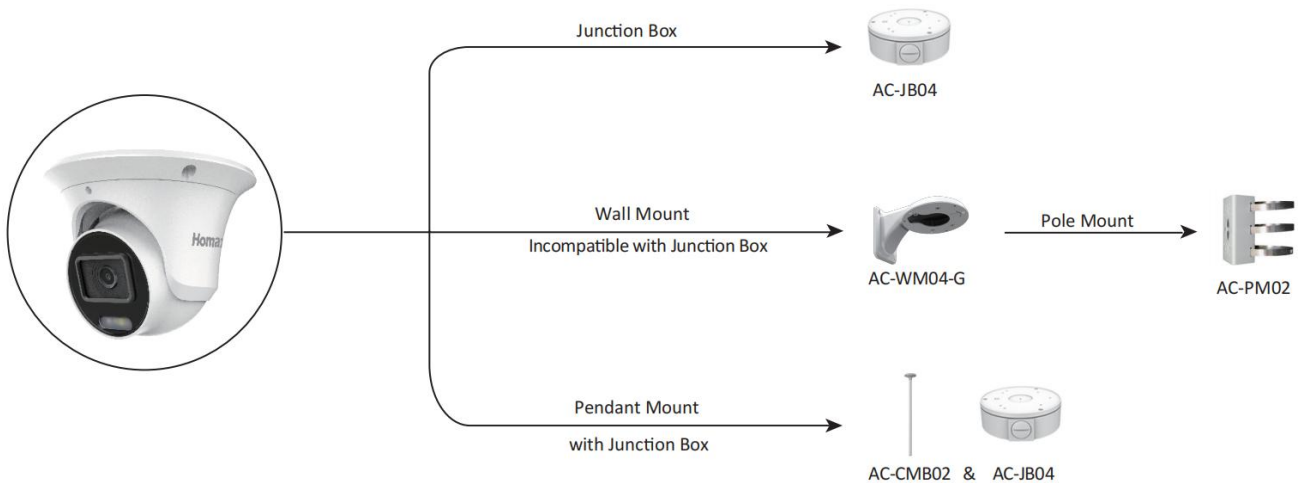 Junction Box
AC-JB04
Homa
Wall Mount
Incompatible with Junction Box
AC-WM04-G
Pole Mount
AC-PM02
Pendant Mount
with Junction Box
AC-CMB02 & AC-JB04